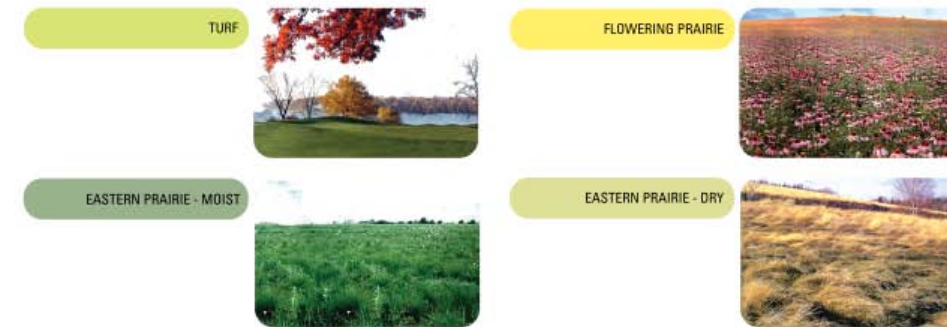 TURF
FLOWERING PRAIRIE
EASTERN PRAIRIE - MOIST
EASTERN PRAIRIE - DRY